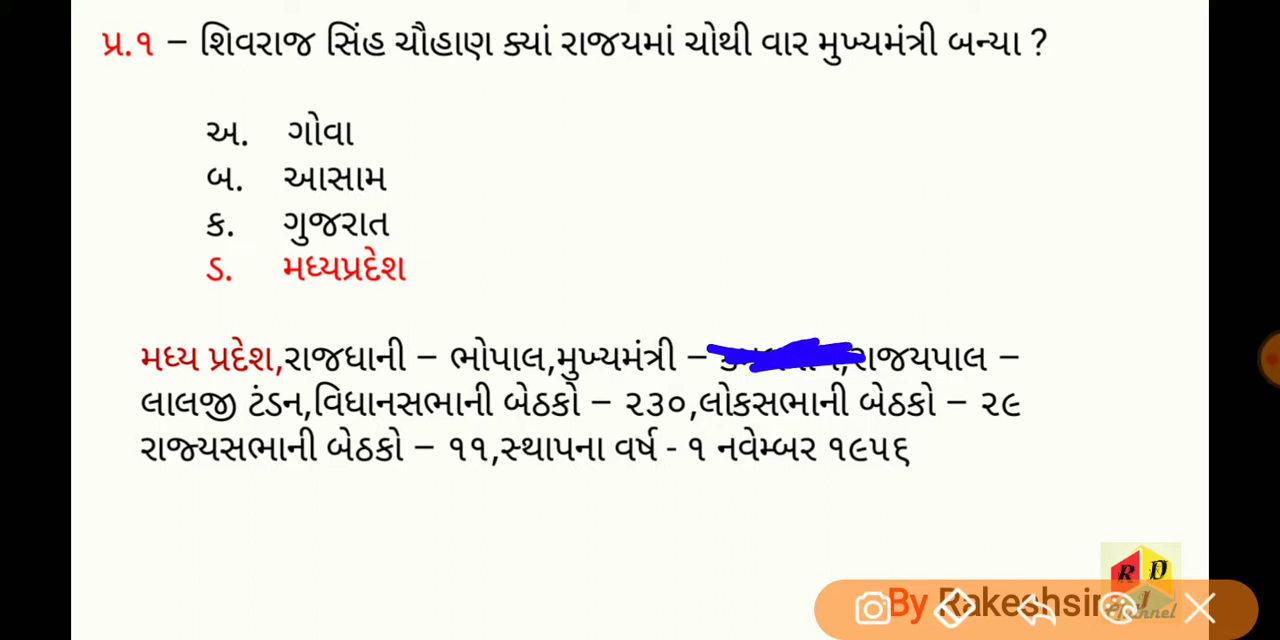 પ્ર.૧ – શિવરાજ સિંહ ચૌહાણ ક્યાં રાજયમાં ચોથી વાર મુખ્યમંત્રી બન્યા ?
અ. ગોવા
બ. આસામ
ક. ગુજરાત
ડ. મધ્યપ્રદેશ
મધ્ય પ્રદેશ,રાજધાની – ભોપાલ,મુખ્યમંત્રી – ,રાજયપાલ –
લાલજી ટંડન,વિધાનસભાની બેઠકો – ૨૩૦,લોકસભાની બેઠકો – ૨૯
રાજ્યસભાની બેઠકો – ૧૧,સ્થાપના વર્ષ - ૧ નવેમ્બર ૧૯૫૬
R D
By
Channel